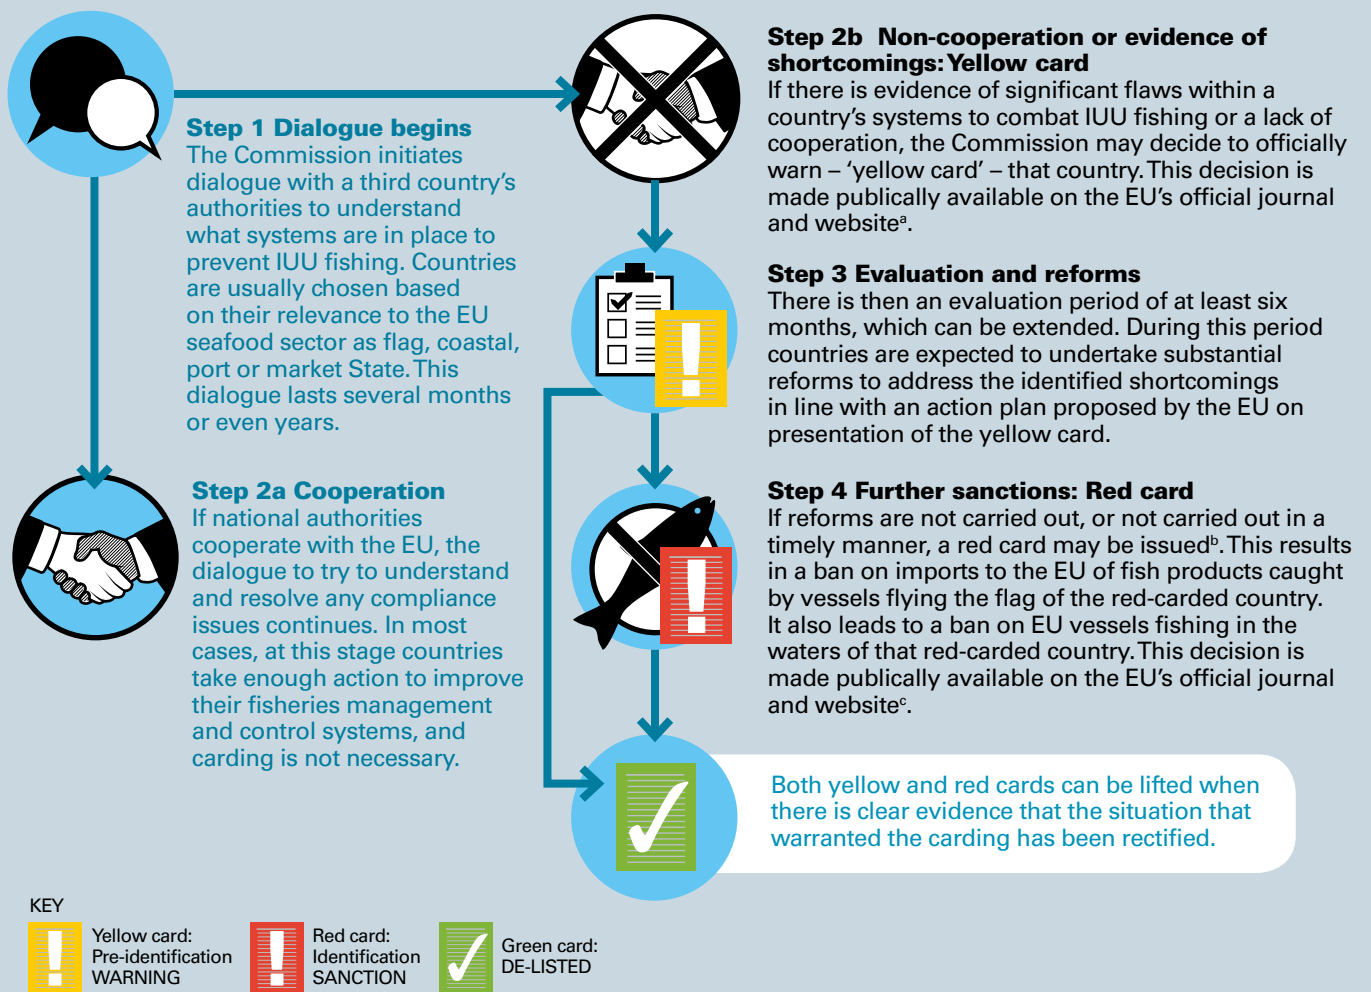 Step 1 Dialogue begins
The Commission initiates
dialogue with a third country's
authorities to understand
what systems are in place to
prevent IUU fishing. Countries
are usually chosen based
on their relevance to the EU
seafood sector as flag, coastal,
port or market State. This
dialogue lasts several months
or even years.
Step 2a Cooperation
If national authorities
cooperate with the EU, the
dialogue to try to understand
and resolve any compliance
issues continues. In most
cases, at this stage countries
take enough action to improve
their fisheries management
and control systems, and
carding is not necessary.
Step 2b Non-cooperation or evidence of
shortcomings: Yellow card
If there is evidence of significant flaws within a
country's systems to combat IUU fishing or a lack of
cooperation, the Commission may decide to officially
warn – ‘yellow card’ – that country. This decision is
made publically available on the EU's official journal
and websiteᵃ.
Step 3 Evaluation and reforms
There is then an evaluation period of at least six
months, which can be extended. During this period
countries are expected to undertake substantial
reforms to address the identified shortcomings
in line with an action plan proposed by the EU on
presentation of the yellow card.
Step 4 Further sanctions: Red card
If reforms are not carried out, or not carried out in a
timely manner, a red card may be issuedᵇ. This results
in a ban on imports to the EU of fish products caught
by vessels flying the flag of the red-carded country.
It also leads to a ban on EU vessels fishing in the
waters of that red-carded country. This decision is
made publically available on the EU's official journal
and websiteᶜ.
Both yellow and red cards can be lifted when
there is clear evidence that the situation that
warranted the carding has been rectified.
KEY
Yellow card:
Pre-identification
WARNING
Red card:
Identification
SANCTION
Green card:
DE-LISTED